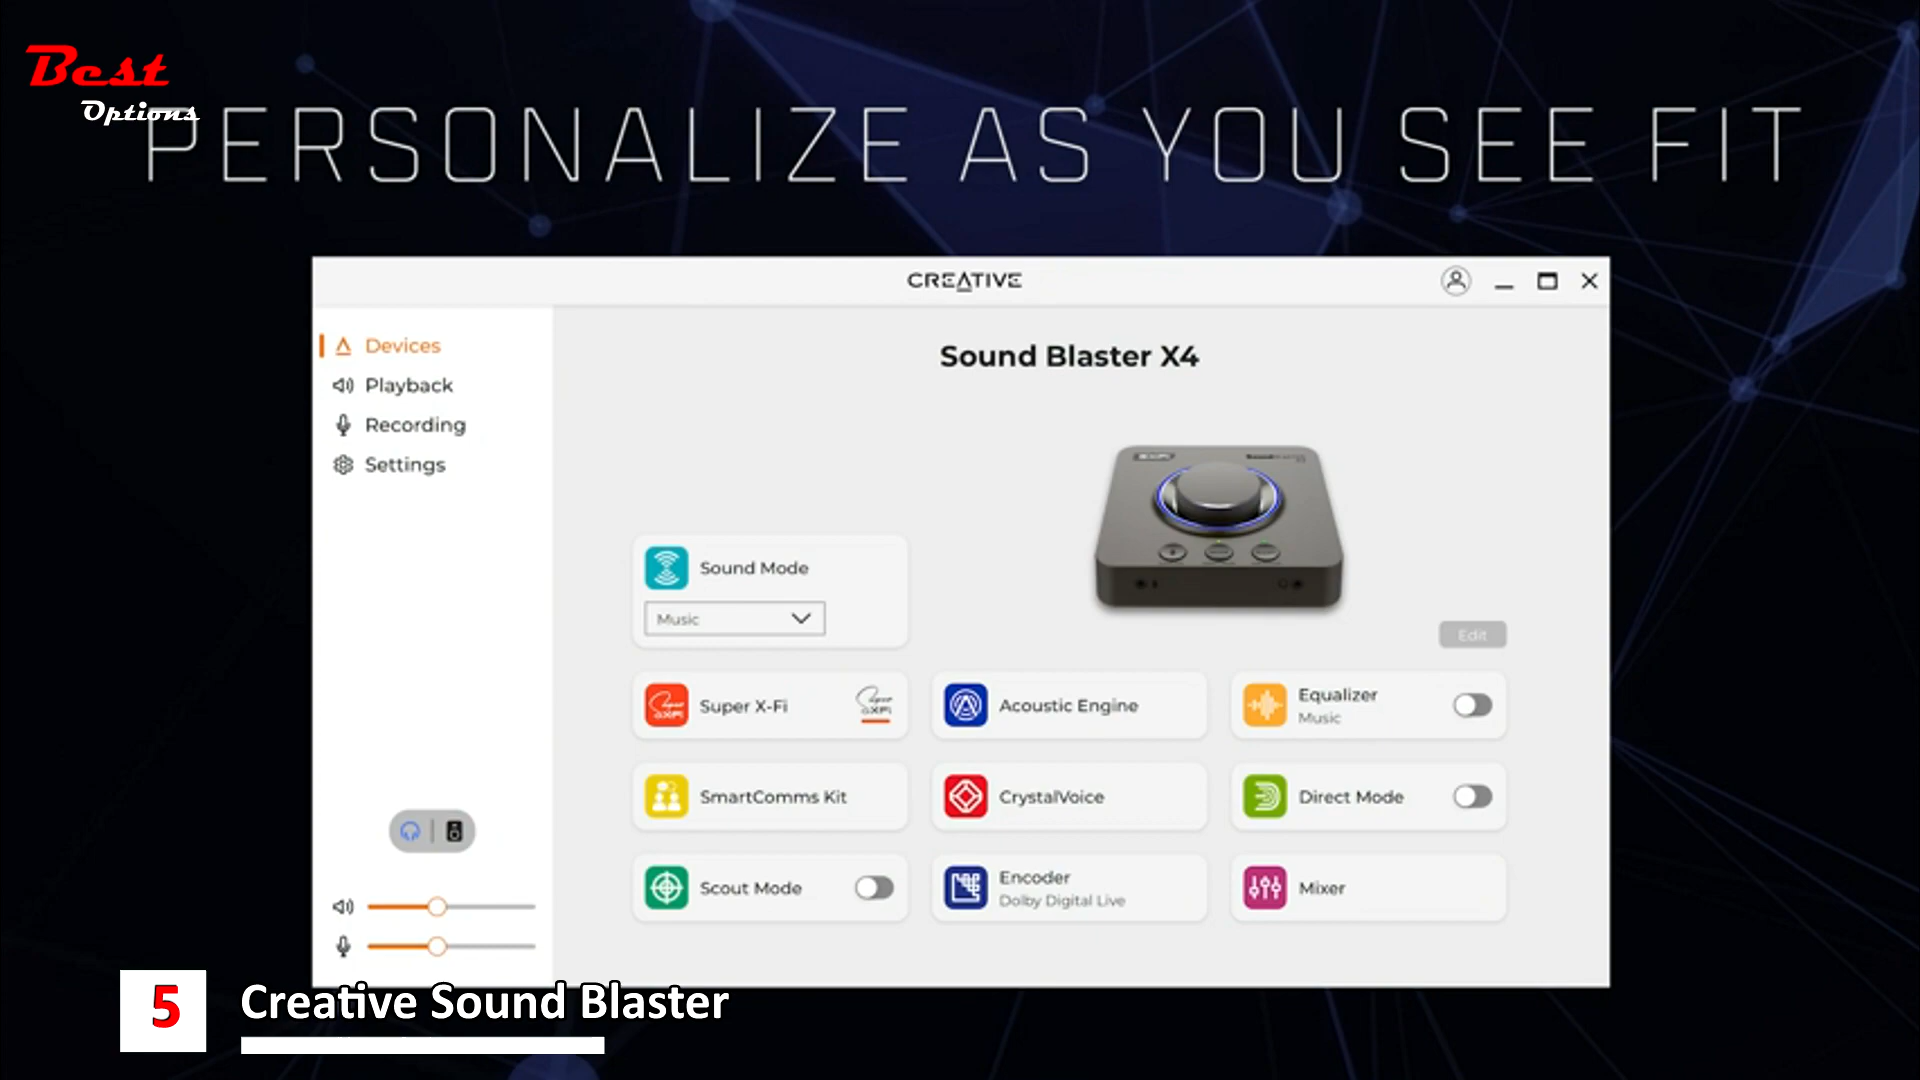 Best
Options
PERSONALIZE AS YOU SEE FIT
CREATIVE
Devices
Playback
Recording
Settings
Sound Blaster X4
Sound Mode
Music
Edit
Super X-Fi
Acoustic Engine
Equalizer
Music
SmartComms Kit
CrystalVoice
Direct Mode
Scout Mode
Encoder
Dolby Digital Live
Mixer
5
Creative Sound Blaster